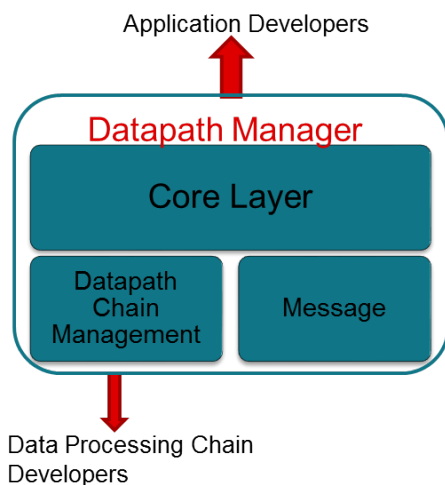 Application Developers
Datapath Manager
Core Layer
Datapath
Chain
Management
Message
Data Processing Chain
Developers